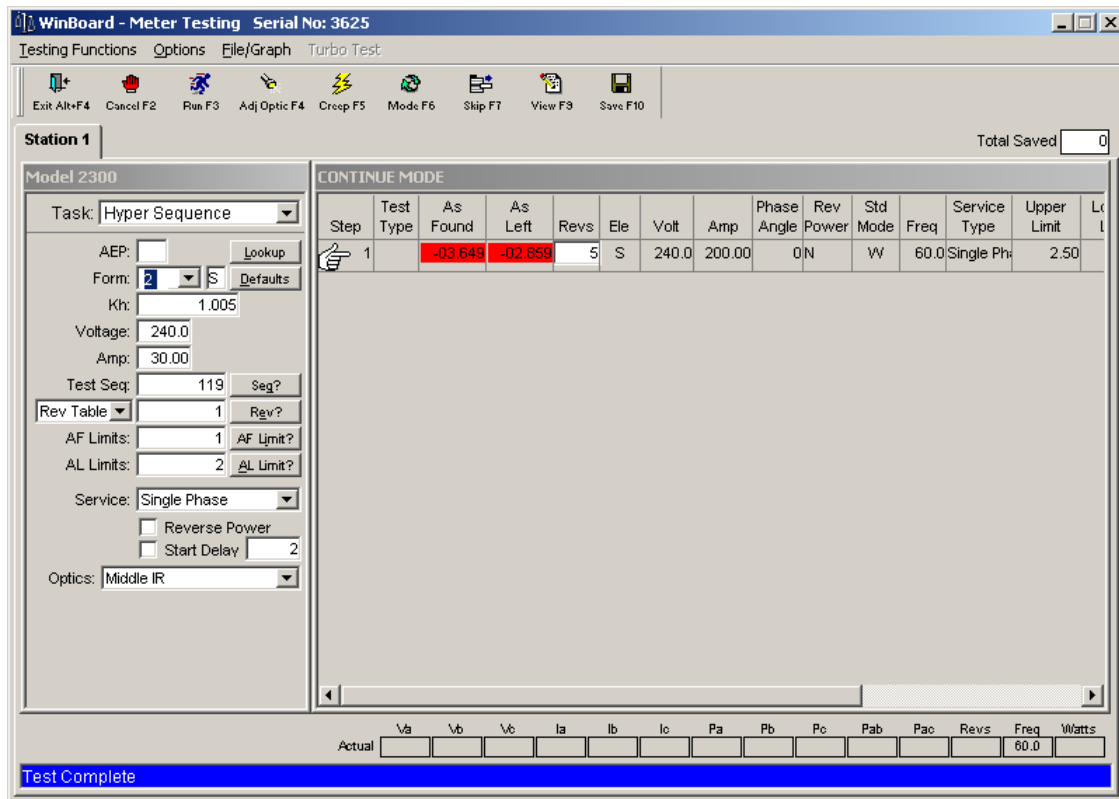 WinBoard - Meter Testing Serial No: 3625
Testing Functions Options File/Graph Turbo Test
Exit Alt+F4 Cancel F2 Run F3 Adj Optic F4 Creep F5 Mode F6 Skip F7 View F9 Save F10
Station 1
Total Saved 0
Model 2300
Task: Hyper Sequence
AEP: Lookup
Form: 2 S Defaults
Kh: 1.005
Voltage: 240.0
Amp: 30.00
Test Seq: 119 Seq?
Rev Table 1 Rev?
AF Limits: 1 AF Limit?
AL Limits: 2 AL Limit?
Service: Single Phase
Reverse Power
Start Delay 2
Optics: Middle IR
CONTINUE MODE
Test As As Phase Rev Std Service Upper Lo
Step Type Found Left Revs Ele Volt Amp Angle Power Mode Freq Type Limit L
1 -03.649 -02.859 5 S 240.0 200.00 0 N W 60.0 Single Pha 2.50
Va Vb Vc Ia Ib Ic Pa Pb Pc Pab Pac Revs Freq Watts
Actual 60.0
Test Complete